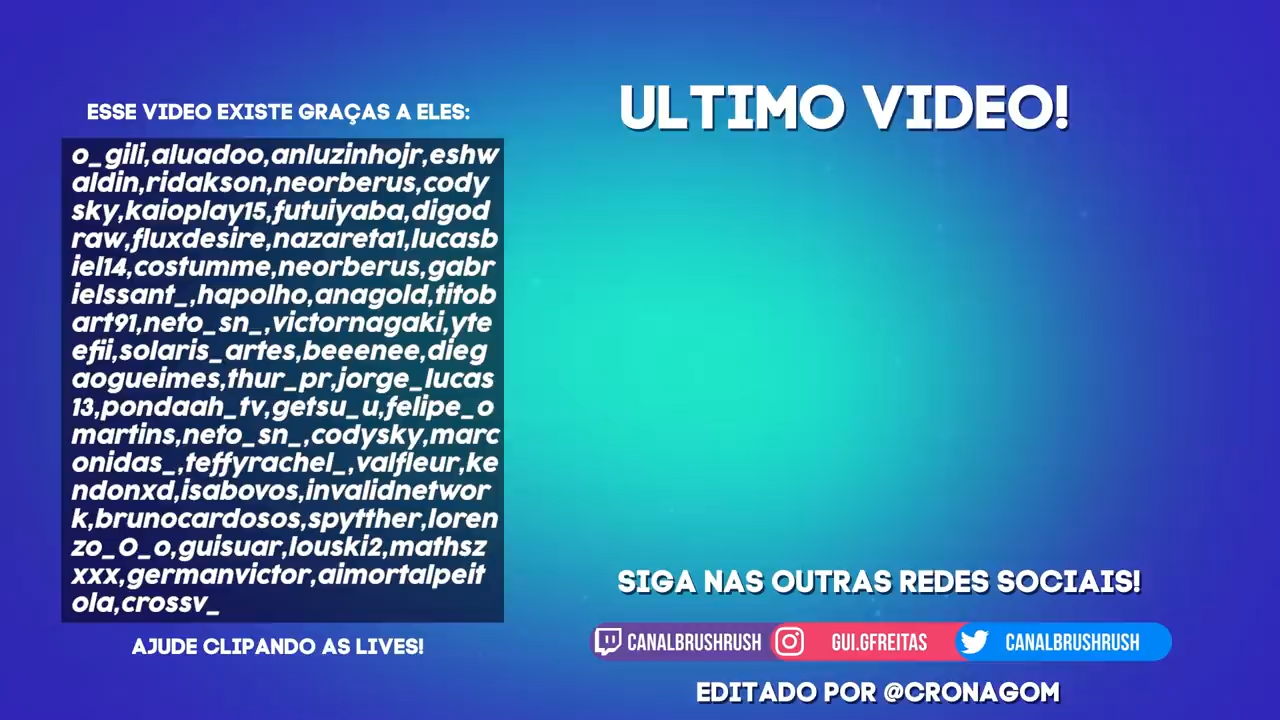 ESSE VIDEO EXISTE GRAÇAS A ELES:
o_gili,aluadoo,anluzinhojr,eshw
aldin,ridakson,neorberus,cody
sky,kaioplay15,futuiyaba,digod
raw,fluxdesire,nazareta1,lucasb
iel14,costumme,neorberus,gabr
ielssant_,hapolho,anagold,titob
art91,neto_sn_,victornagaki,yte
efii,solaris_artes,beeenee,dieg
aogueimes,thur_pr,jorge_lucas
13,pondaah_tv,getsu_u,felipe_o
martins,neto_sn_,codysky,marc
onidas_,teffyrachel_,valfleur,ke
ndonxd,isabovos,invalidnetwor
k,brunocardosos,spytther,loren
zo_0_o,guisuar,louski2,mathsz
xxx,germanvictor,aimortalpeit
ola,crossv_
AJUDE CLIPANDO AS LIVES!
ULTIMO VIDEO!
SIGA NAS OUTRAS REDES SOCIAIS!
CANALBRUSHRUSH GUI.GFREITAS CANALBRUSHRUSH
EDITADO POR @CRONAGOM